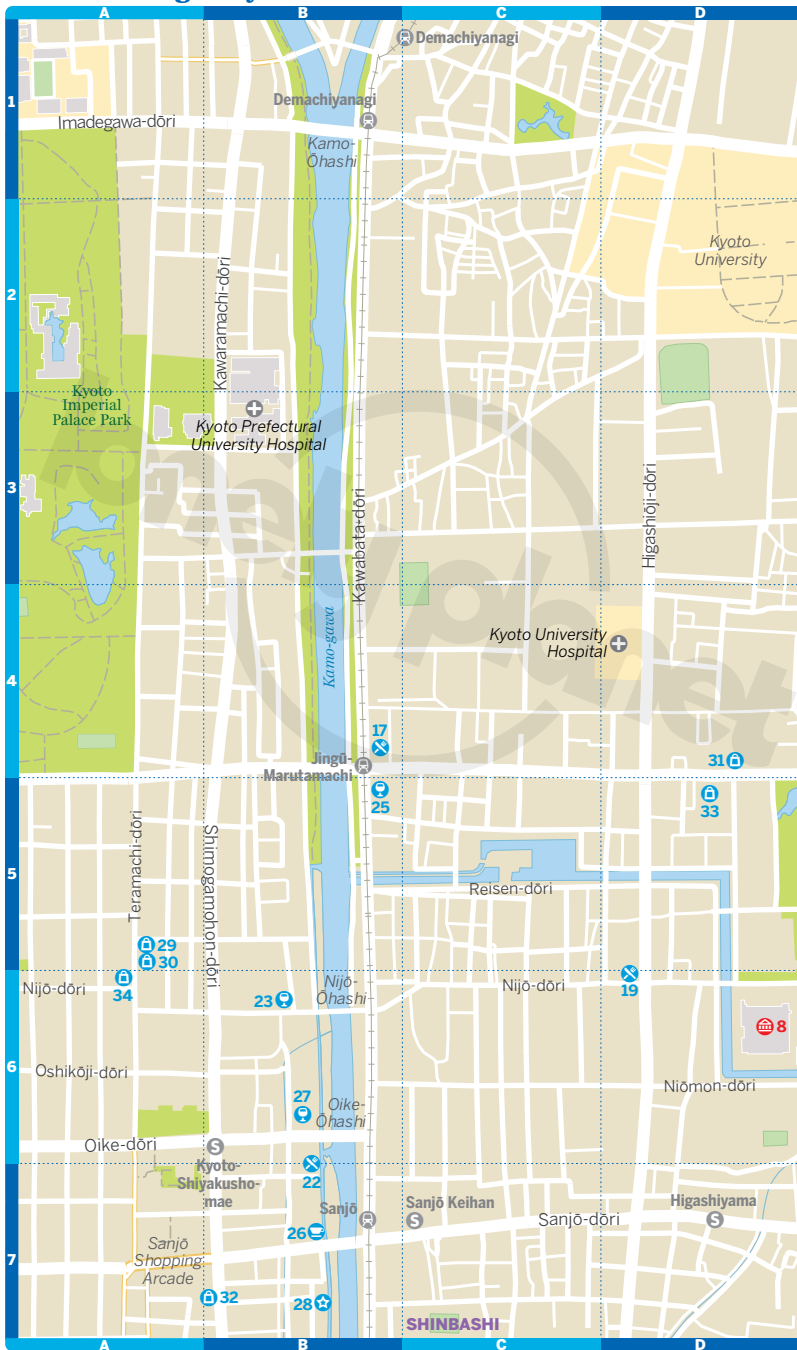 A
B
C
D
1
2
3
4
5
6
7
Demachiyanagi
Demachiyanagi
Imadegawa-dōri
Kamo-
Ōhashi
Kyoto
University
Kawaramachi-dōri
Kyoto
Imperial
Palace Park
Kyoto Prefectural
University Hospital
Kawabata-dōri
Higashiōji-dōri
lonely planet
Kamo-gawa
Kyoto University
Hospital
17
Jingū-
Marutamachi
31
25
33
Teramachi-dōri
Shimogamohon-dōri
Reisen-dōri
29
30
34
Nijō-dōri
23
Nijō-
Ōhashi
Nijō-dōri
19
8
Oshikōji-dōri
Niōmon-dōri
27
Oike-
Ōhashi
Oike-dōri
S
Kyoto-
Shiyakusho-
mae
22
Sanjō
Sanjō Keihan
S
Sanjō-dōri
Higashiyama
S
26
Sanjō
Shopping
Arcade
32
28
SHINBASHI
A
B
C
D